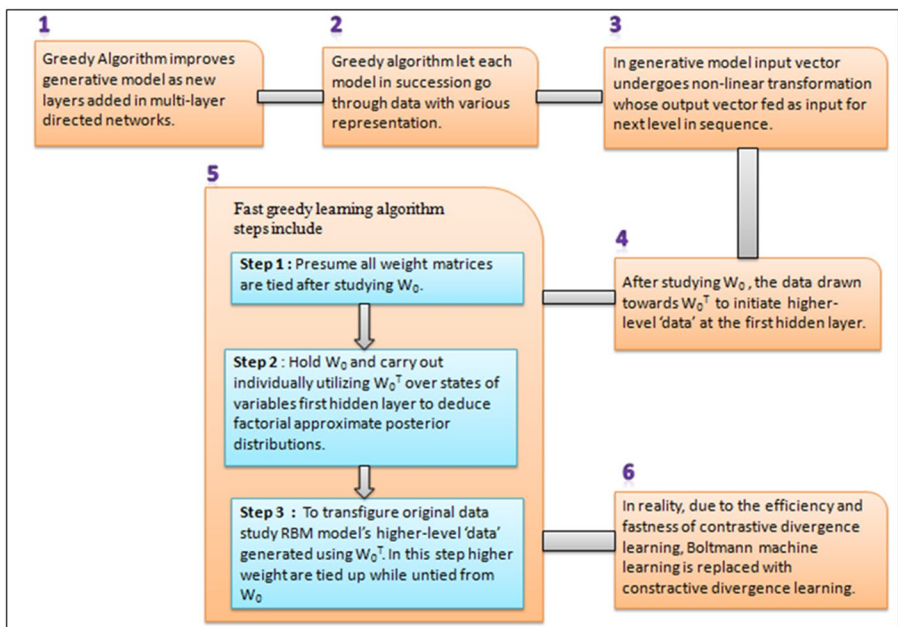 1
Greedy Algorithm improves
generative model as new
layers added in multi-layer
directed networks.
2
Greedy algorithm let each
model in succession go
through data with various
representation.
3
In generative model input vector
undergoes non-linear transformation
whose output vector fed as input for
next level in sequence.
4
After studying W₀ , the data drawn
towards W₀ᵀ to initiate higher-
level ‘data’ at the first hidden layer.
5
Fast greedy learning algorithm
steps include
Step 1 : Presume all weight matrices
are tied after studying W₀.
Step 2 : Hold W₀ and carry out
individually utilizing W₀ᵀ over states of
variables first hidden layer to deduce
factorial approximate posterior
distributions.
Step 3 : To transfigure original data
study RBM model’s higher-level ‘data’
generated using W₀ᵀ. In this step higher
weight are tied up while untied from
W₀
6
In reality, due to the efficiency and
fastness of contrastive divergence
learning, Boltmann machine
learning is replaced with
constractive divergence learning.